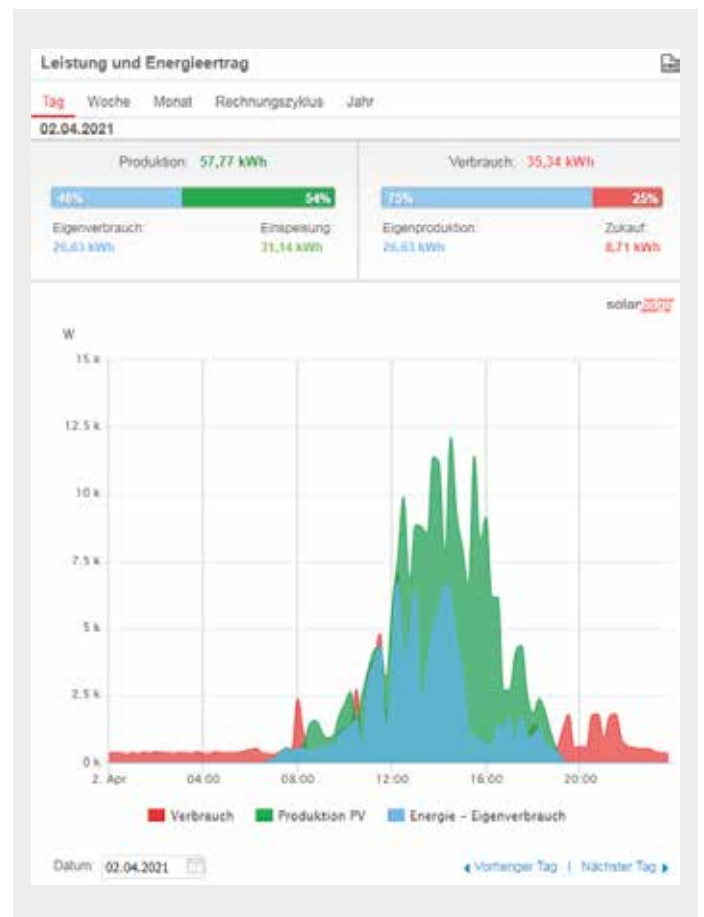 Leistung und Energieertrag
Tag Woche Monat Rechnungszyklus Jahr
02.04.2021
Produktion: 57,77 kWh
Verbrauch: 35,34 kWh
46% 54%
75% 25%
Eigenverbrauch: Einspeisung:
Eigenproduktion: Zukauf:
26,63 kWh 31,14 kWh
26,63 kWh 8,71 kWh
solaredge
W
15 k
12.5 k
10 k
7.5 k
5 k
2.5 k
0 k
2. Apr 04:00 08:00 12:00 16:00 20:00
Verbrauch Produktion PV Energie - Eigenverbrauch
Datum: 02.04.2021
Vorheriger Tag | Nächster Tag